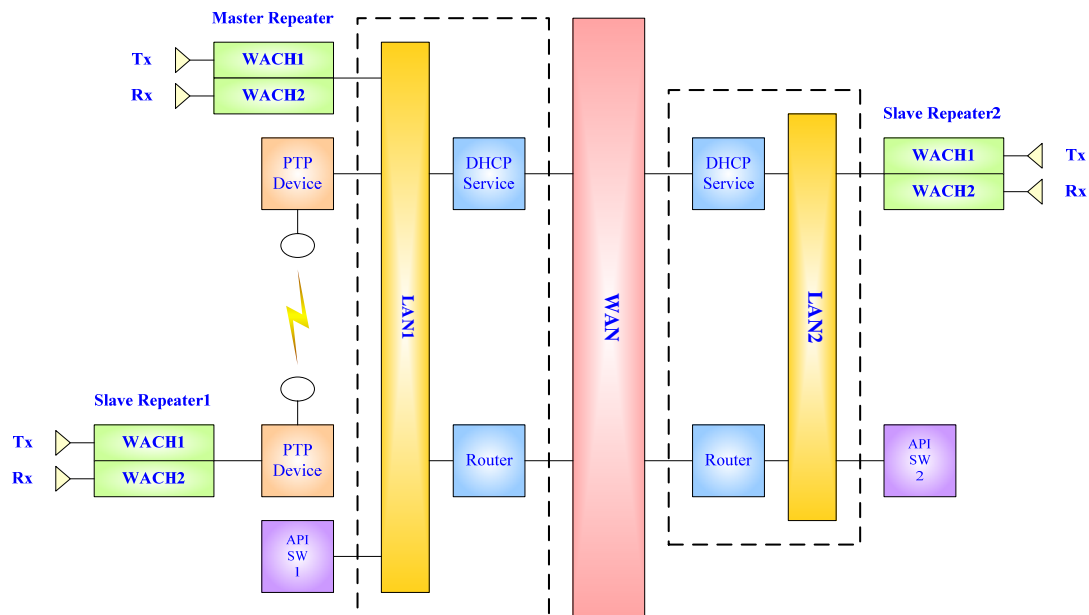 Master Repeater
Tx
WACH1
Rx
WACH2
PTP
Device
DHCP
Service
LAN1
WAN
DHCP
Service
LAN2
Slave Repeater2
WACH1
Tx
WACH2
Rx
Slave Repeater1
Tx
WACH1
Rx
WACH2
PTP
Device
Router
Router
API
SW
2
API
SW
1